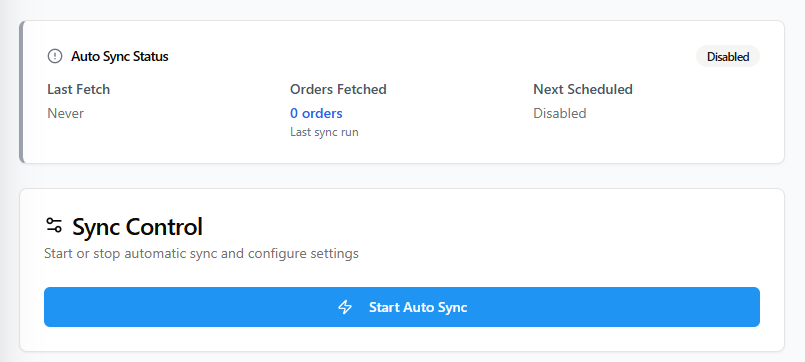 Auto Sync Status
Disabled
Last Fetch
Orders Fetched
Next Scheduled
Never
0 orders
Disabled
Last sync run
Sync Control
Start or stop automatic sync and configure settings
Start Auto Sync